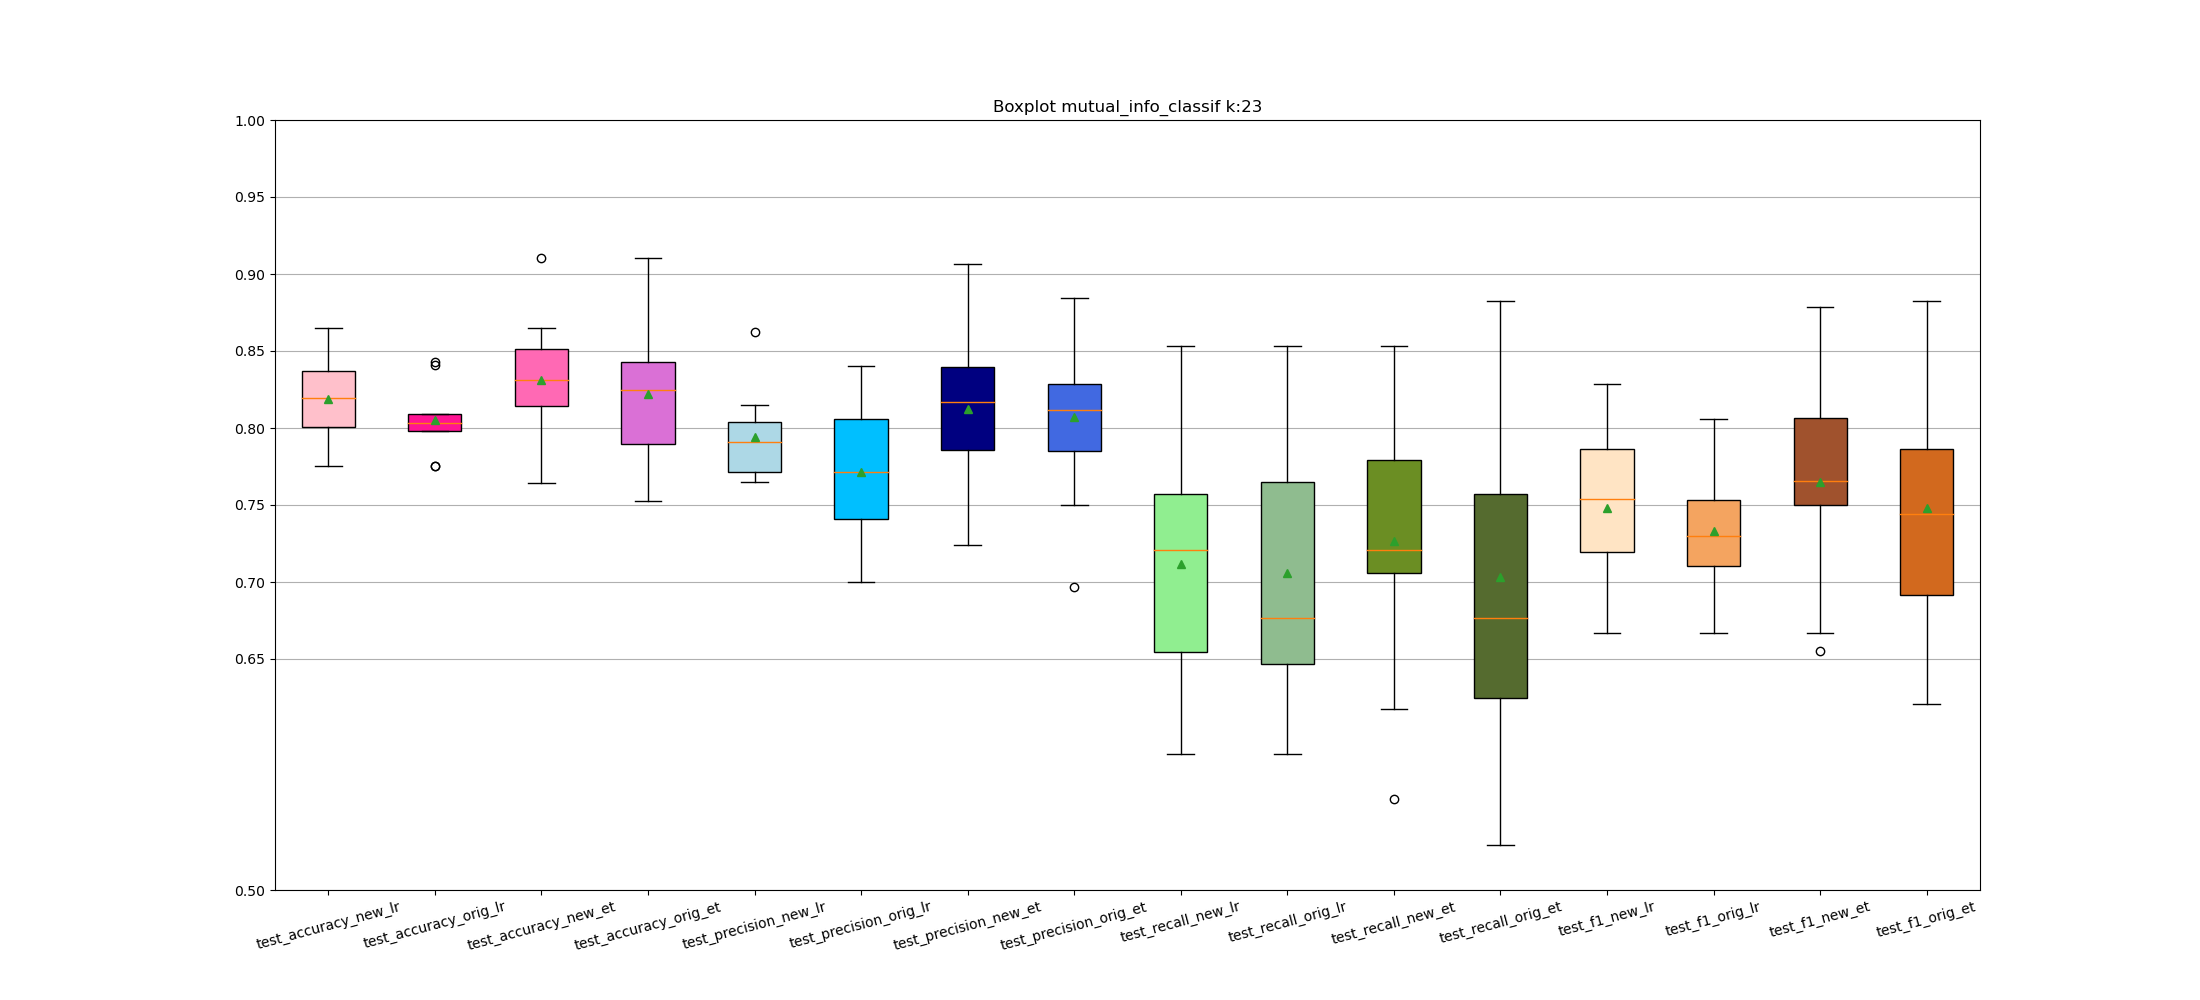 Boxplot mutual_info_classif k:23
1.00
0.95
0.90
0.85
0.80
0.75
0.70
0.65
0.50
test_accuracy_new_lr
test_accuracy_orig_lr
test_accuracy_new_et
test_accuracy_orig_et
test_precision_new_lr
test_precision_orig_lr
test_precision_new_et
test_precision_orig_et
test_recall_new_lr
test_recall_orig_lr
test_recall_new_et
test_recall_orig_et
test_f1_new_lr
test_f1_orig_lr
test_f1_new_et
test_f1_orig_et